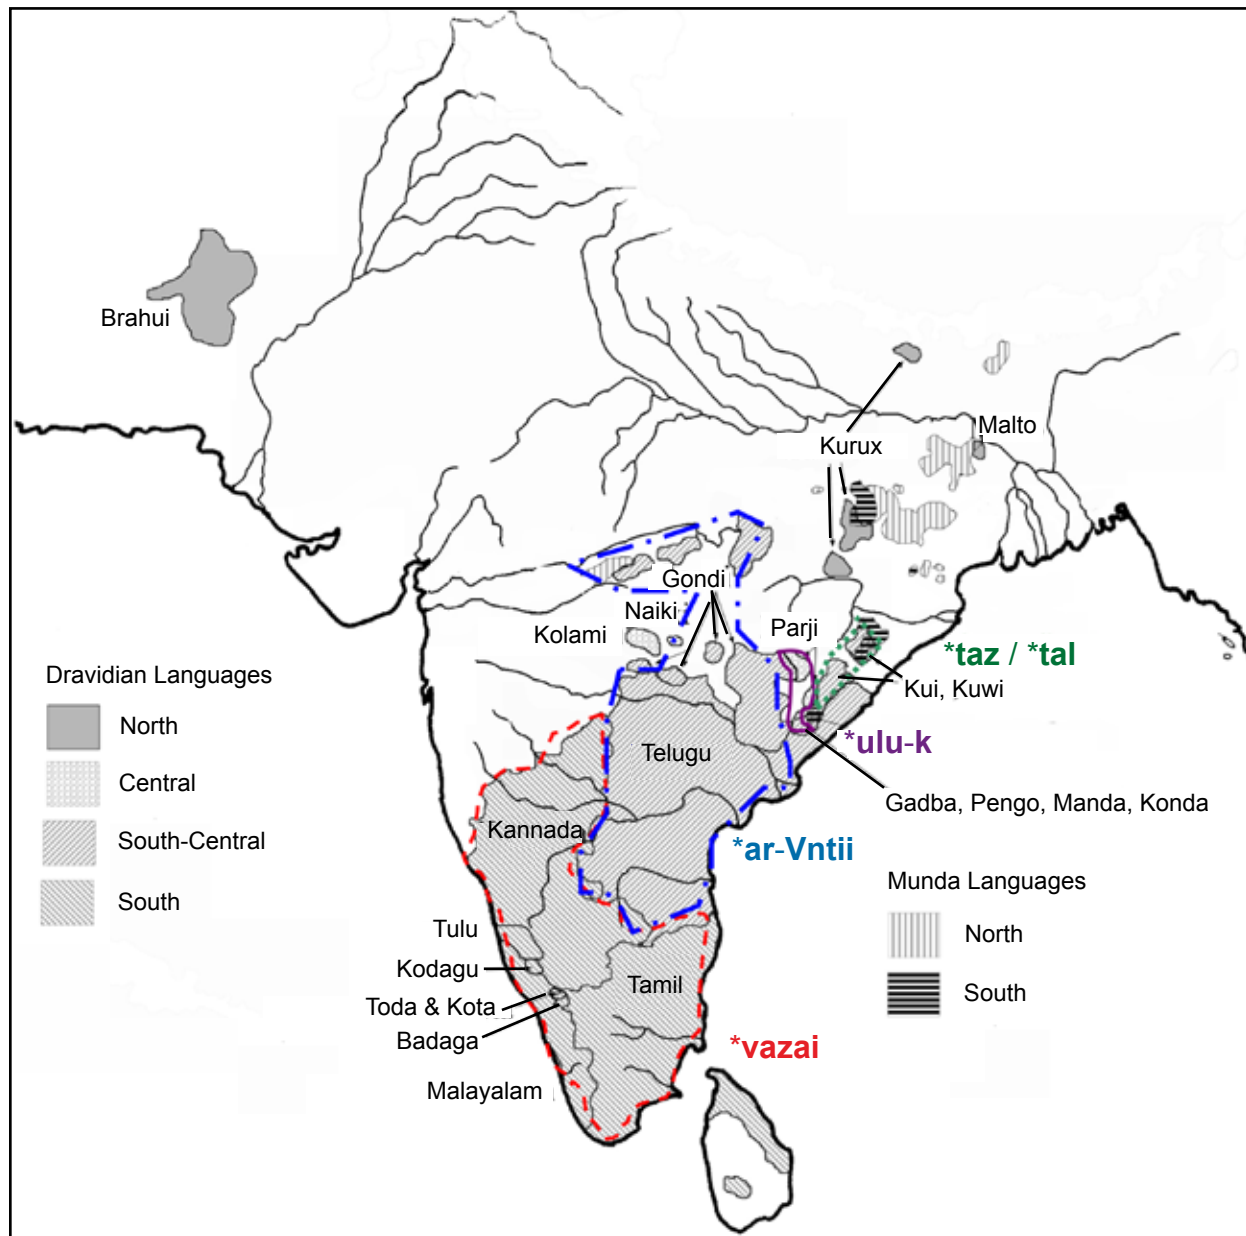 Brahui
Malto
Kurux
Gondi
Naiki
Kolami
Parji
*taz / *tal
Kui, Kuwi
Dravidian Languages
North
Central
South-Central
South
Telugu
*ulu-k
Gadba, Pengo, Manda, Konda
Kannada
*ar-Vntii
Munda Languages
North
South
Tulu
Kodagu
Toda & Kota
Badaga
Malayalam
Tamil
*vazai